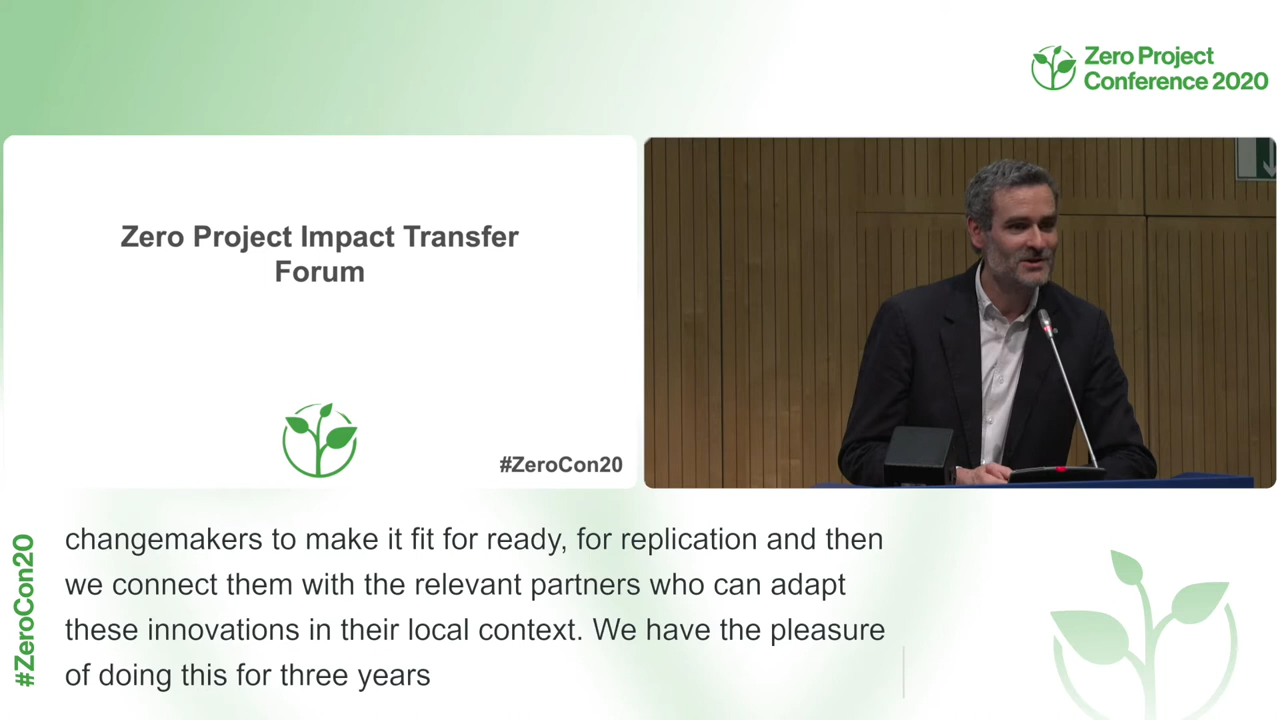 Zero Project
Conference 2020
Zero Project Impact Transfer
Forum
#ZeroCon20
#ZeroCon20
changemakers to make it fit for ready, for replication and then
we connect them with the relevant partners who can adapt
these innovations in their local context. We have the pleasure
of doing this for three years